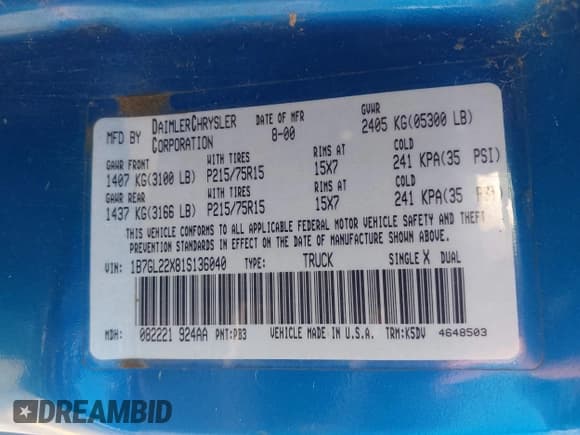 MFD BY DAIMLERCHRYSLER CORPORATION DATE OF MFR 8-00 GVWR 2405 KG(05300 LB)
GAWR FRONT WITH TIRES RIMS AT COLD
1407 KG(3100 LB) P215/75R15 15X7 241 KPA(35 PSI)
GAWR REAR WITH TIRES RIMS AT COLD
1437 KG(3166 LB) P215/75R15 15X7 241 KPA(35
THIS VEHICLE CONFORMS TO ALL APPLICABLE FEDERAL MOTOR VEHICLE SAFETY AND THEFT
PREVENTION STANDARDS IN EFFECT ON THE DATE OF MANUFACTURE SHOWN ABOVE.
VIN: 1B7GL22X81S136040 TYPE: TRUCK SINGLE X DUAL
MDH: 082221 924AA PNT:PB3 VEHICLE MADE IN U.S.A. TRM:K5DV 4648503
DREAMBID